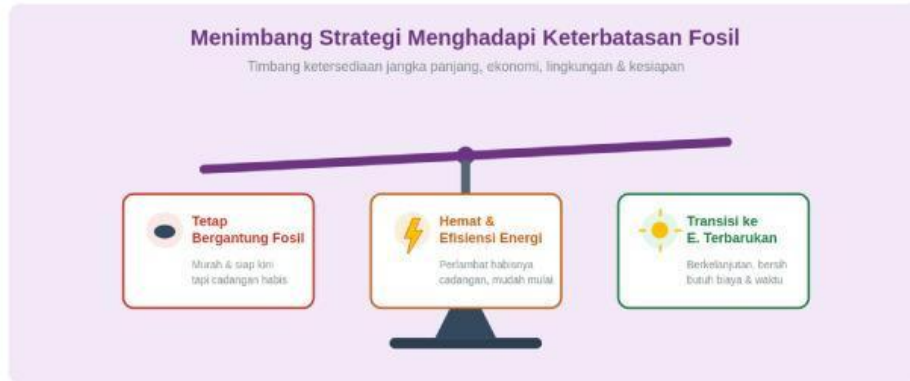 Menimbang Strategi Menghadapi Keterbatasan Fosil
Timbang ketersediaan jangka panjang, ekonomi, lingkungan & kesiapan
Tetap
Bergantung Fosil
Murah & siap kini
tapi cadangan habis
Hemat &
Efisiensi Energi
Perlambat habisnya
cadangan, mudah mulai
Transisi ke
E. Terbarukan
Berkelanjutan, bersih
butuh biaya & waktu